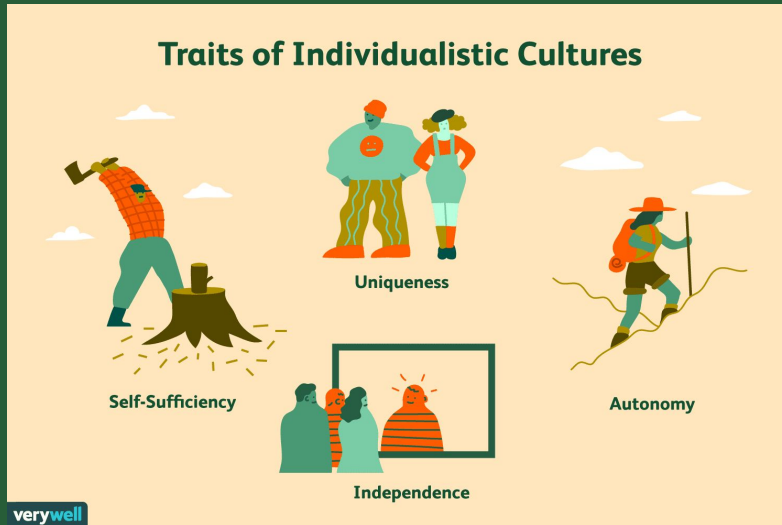 Traits of Individualistic Cultures
Uniqueness
Self-Sufficiency
Autonomy
Independence
verywell